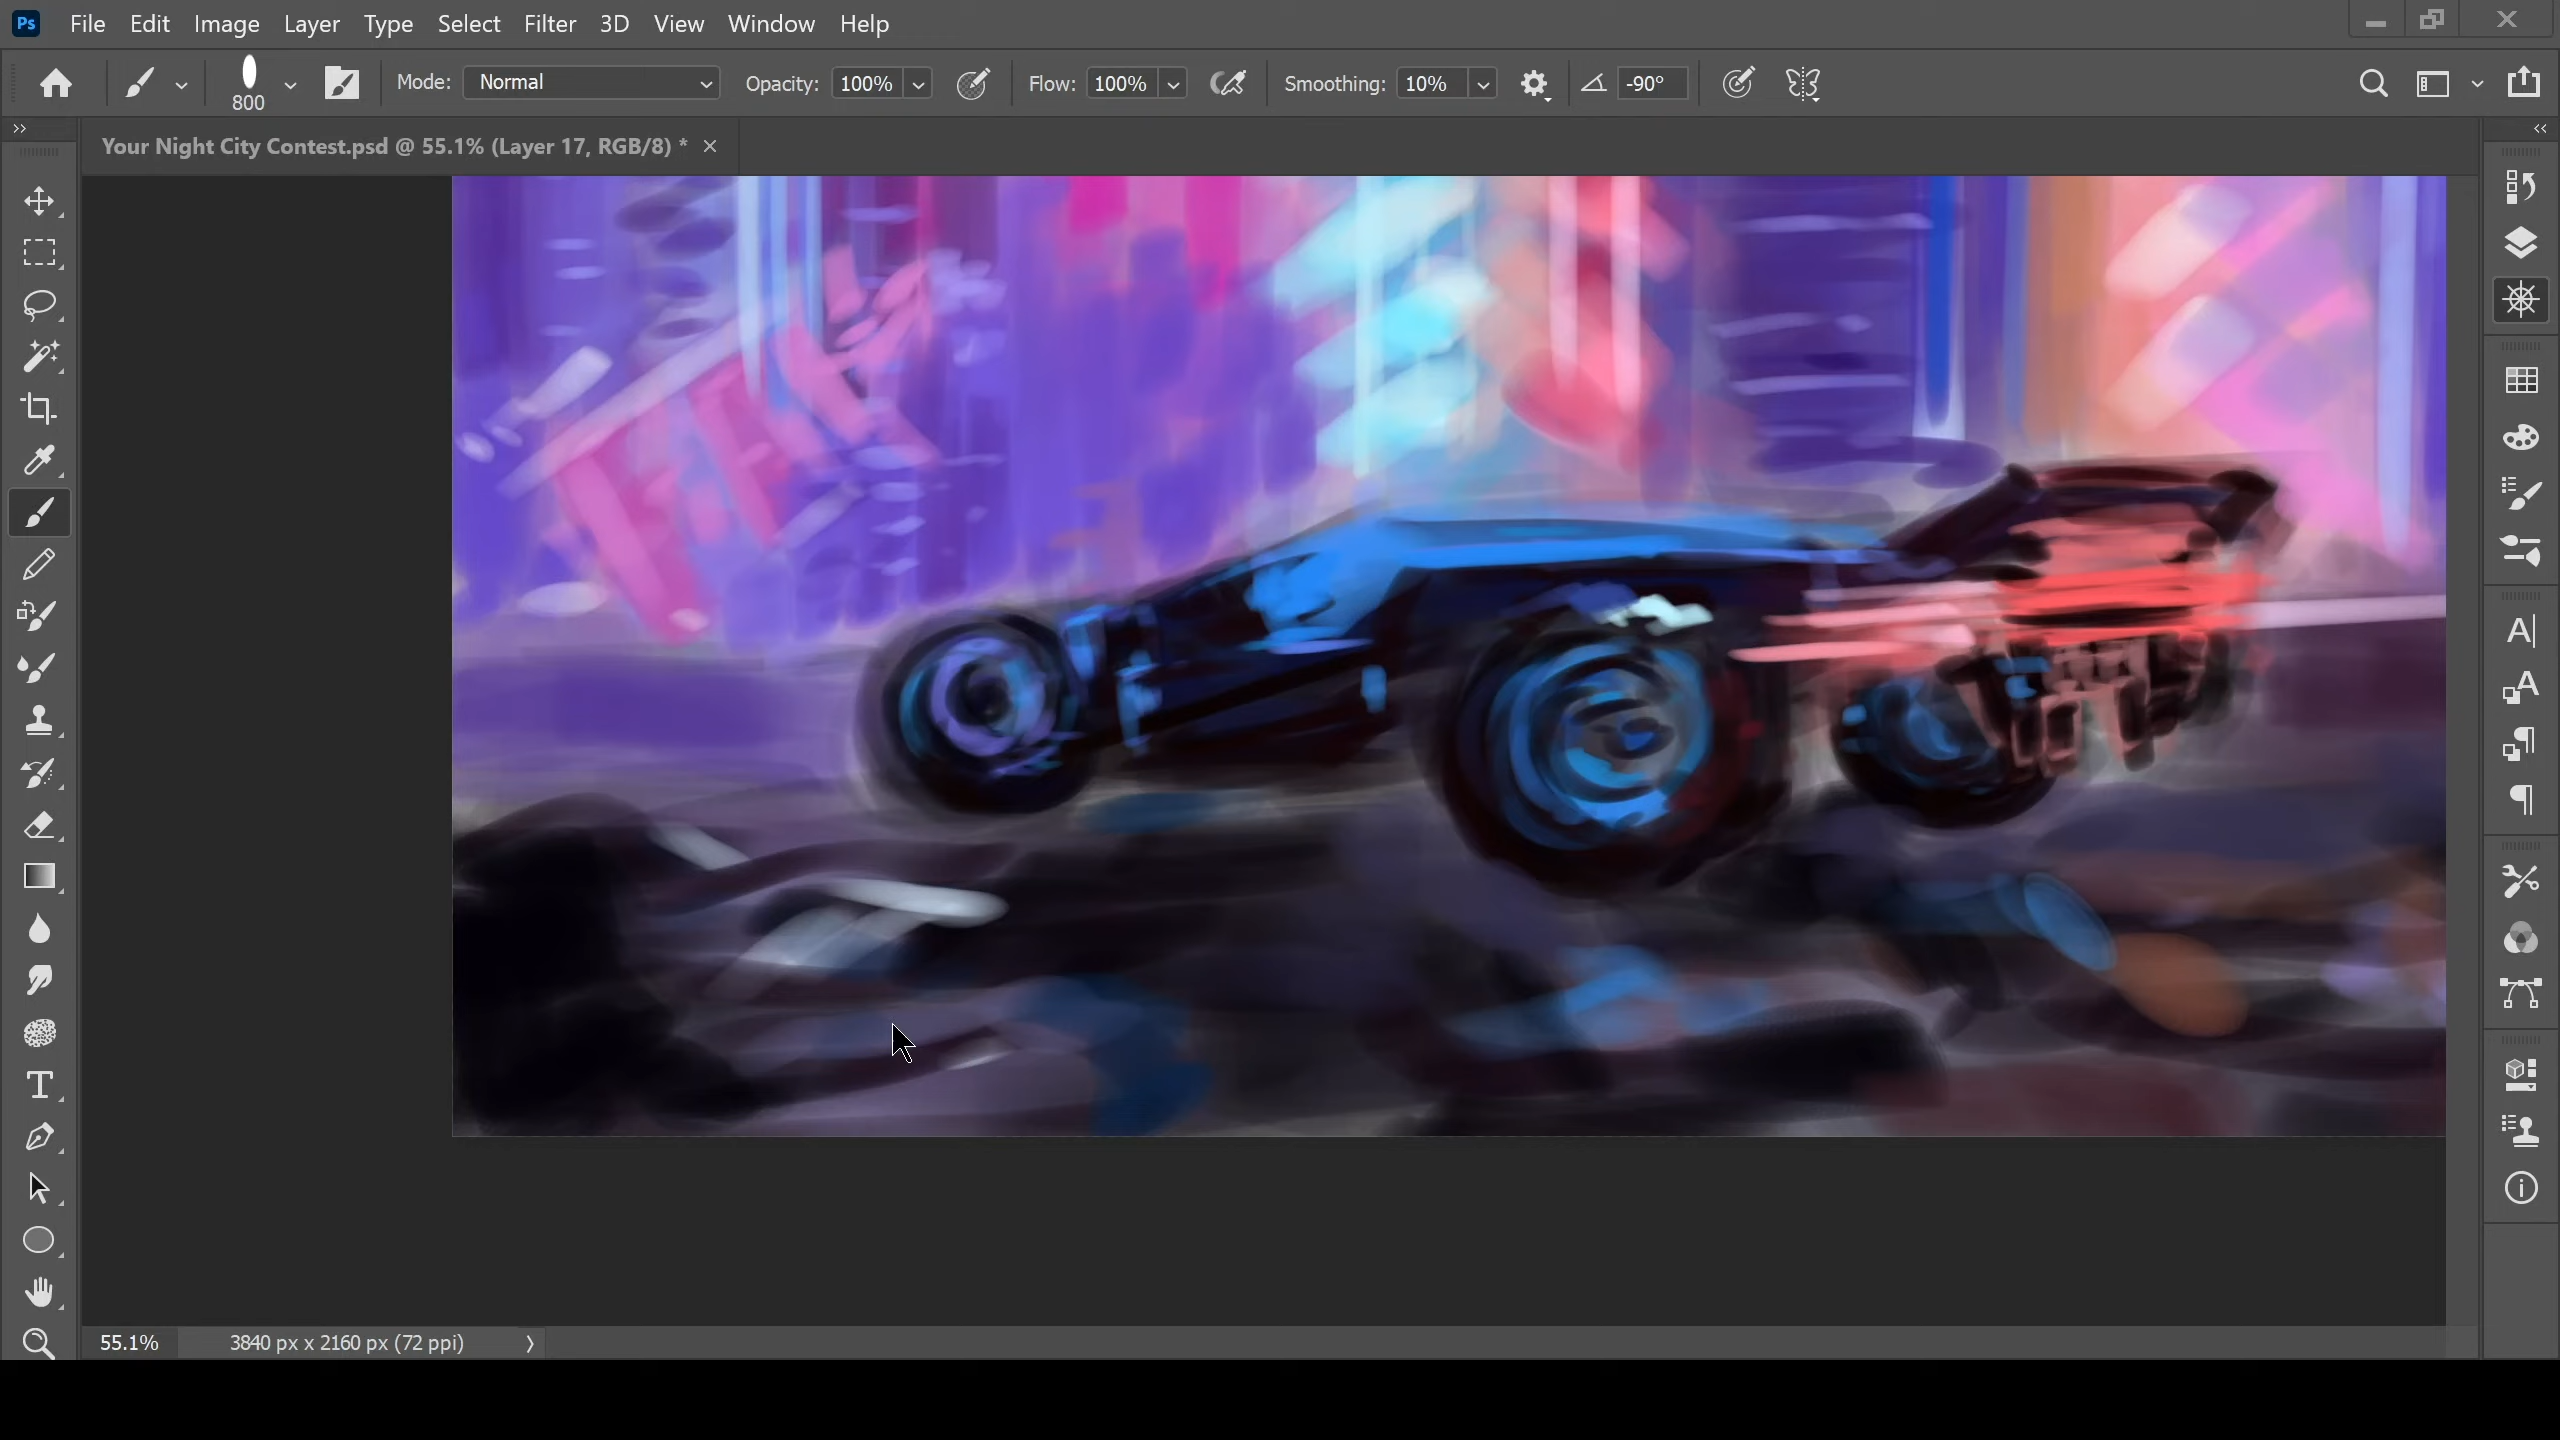 Ps File Edit Image Layer Type Select Filter 3D View Window Help
800 Mode: Normal Opacity: 100% Flow: 100% Smoothing: 10% -90°
Your Night City Contest.psd @ 55.1% (Layer 17, RGB/8) *
55.1% 3840 px x 2160 px (72 ppi)